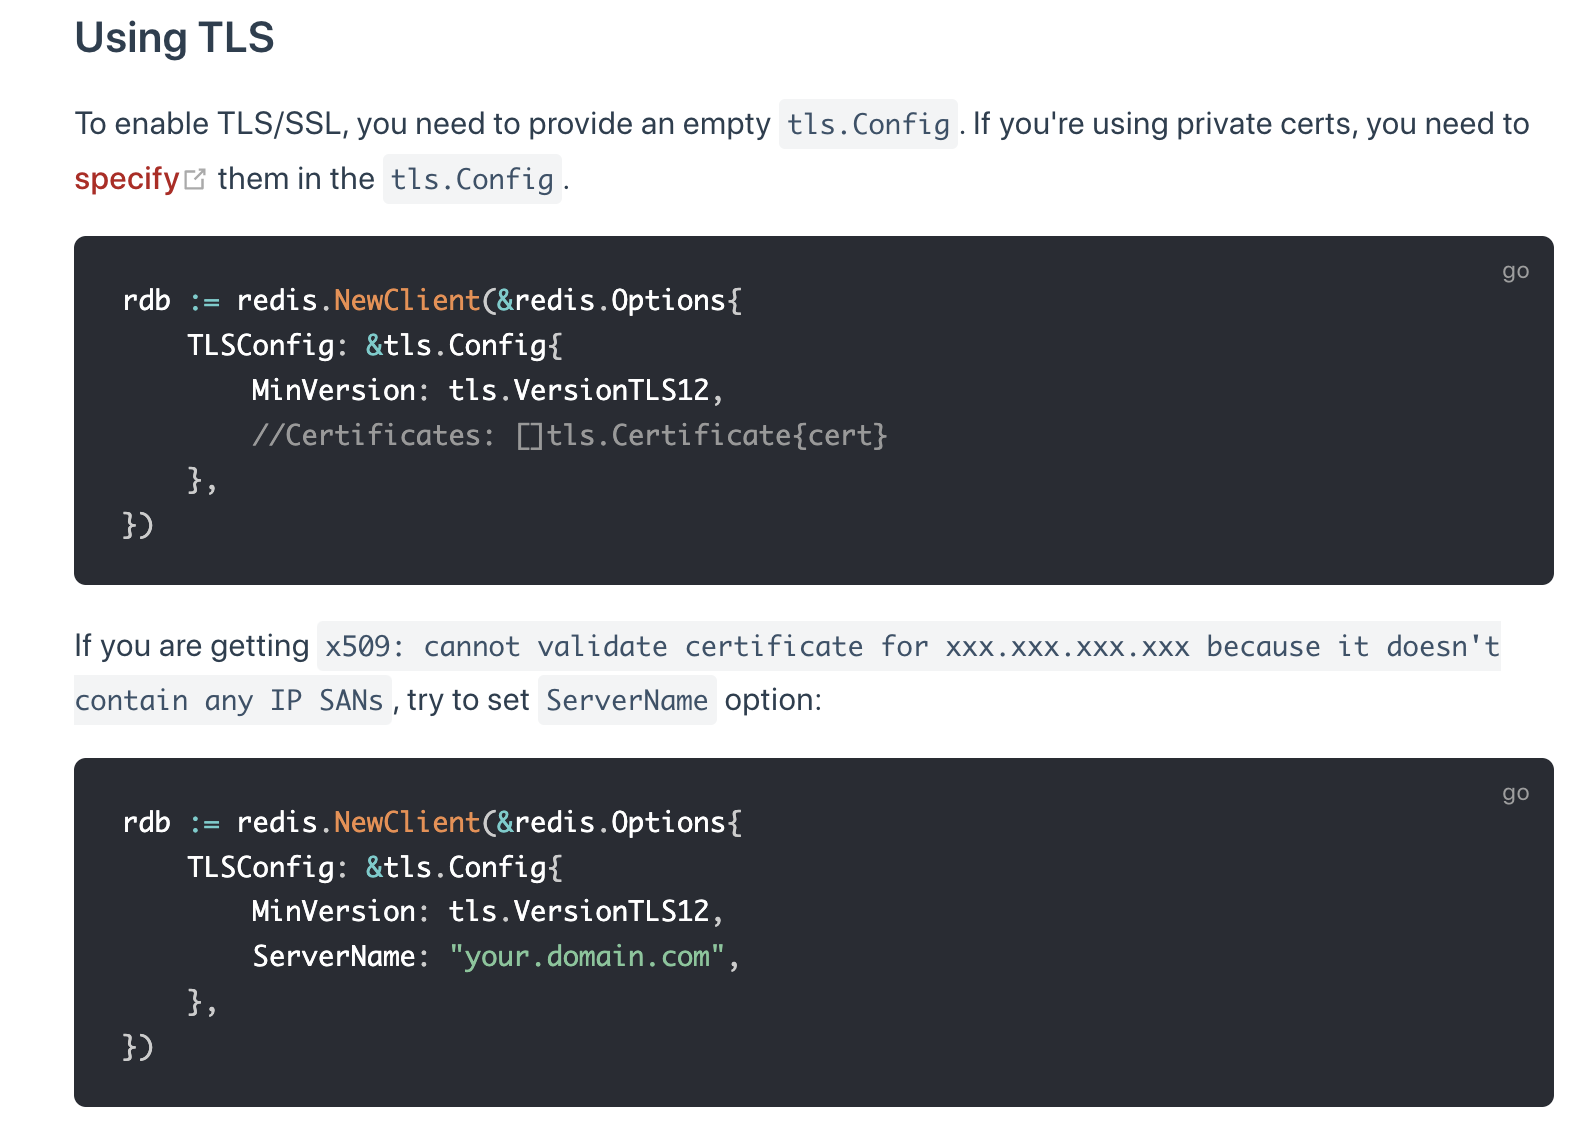 Using TLS
To enable TLS/SSL, you need to provide an empty tls.Config. If you're using private certs, you need to
specify them in the tls.Config.
go
rdb := redis.NewClient(&redis.Options{
    TLSConfig: &tls.Config{
        MinVersion: tls.VersionTLS12,
        //Certificates: []tls.Certificate{cert}
    },
})
If you are getting x509: cannot validate certificate for xxx.xxx.xxx.xxx because it doesn't
contain any IP SANs, try to set ServerName option:
go
rdb := redis.NewClient(&redis.Options{
    TLSConfig: &tls.Config{
        MinVersion: tls.VersionTLS12,
        ServerName: "your.domain.com",
    },
})